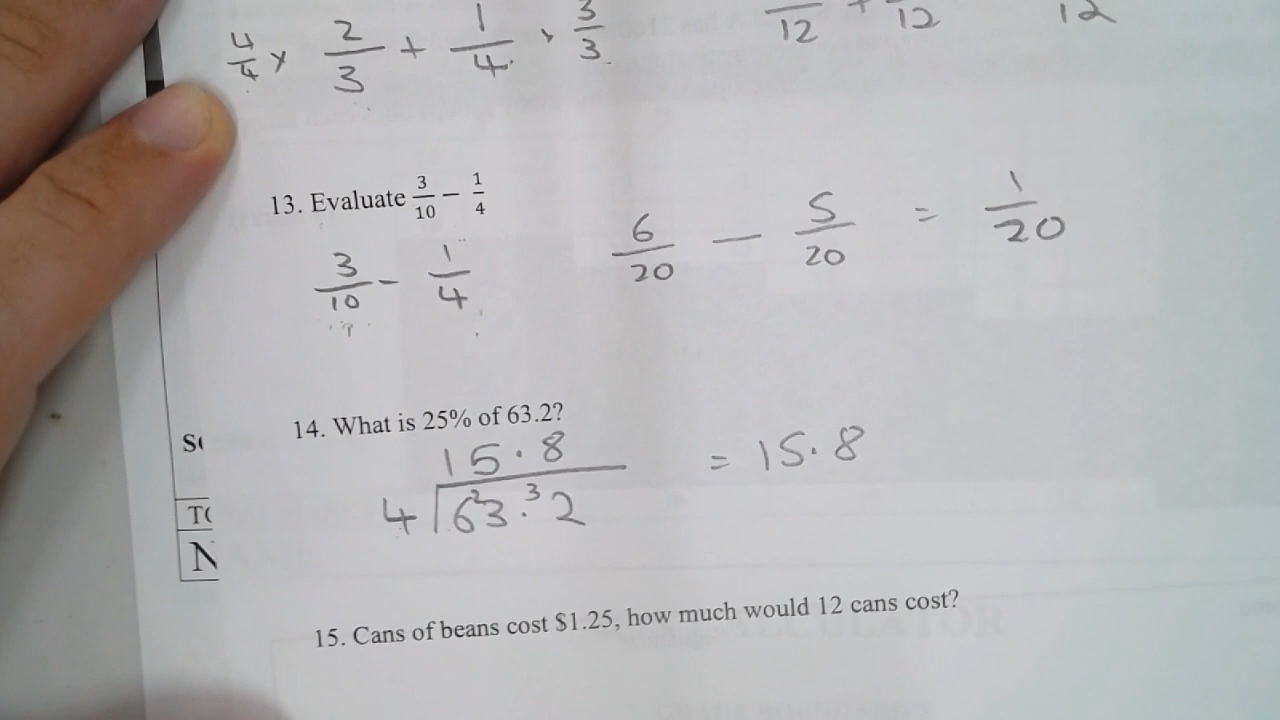 4/4 × 2/3 + 1/4 × 3/3
12 + 12 12
13. Evaluate 3/10 − 1/4
3/10 − 1/4
6/20 − 5/20 = 1/20
14. What is 25% of 63.2?
15.8
4 6²3.³2
= 15.8
T(
N
15. Cans of beans cost $1.25, how much would 12 cans cost?